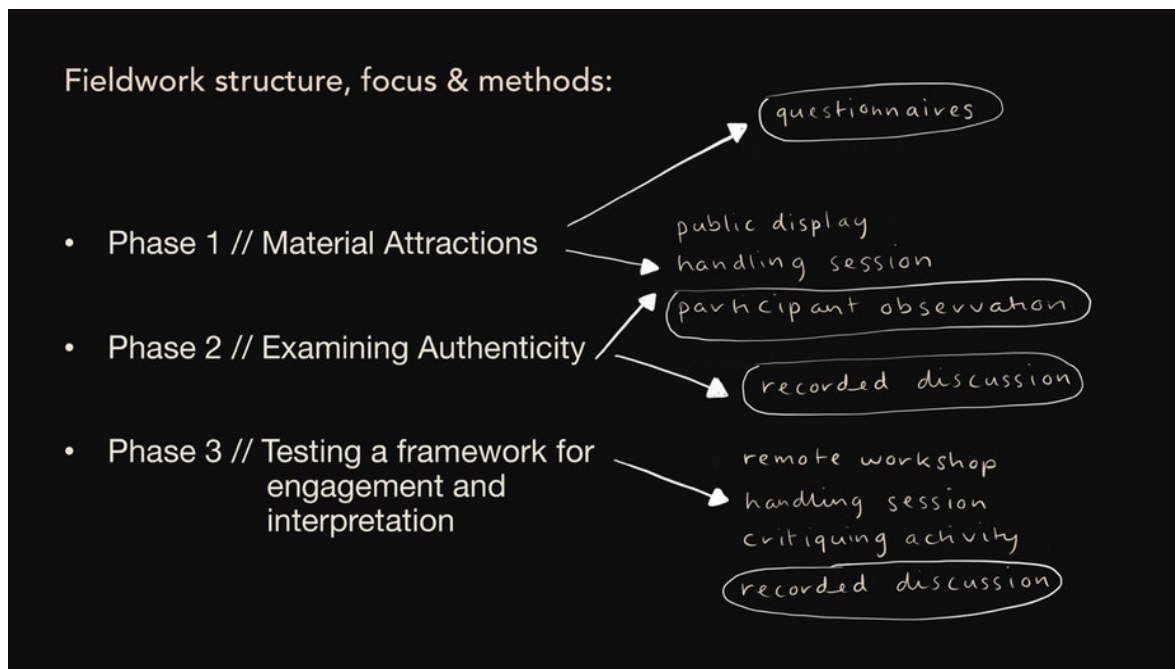 Fieldwork structure, focus & methods:
questionnaires
• Phase 1 // Material Attractions
public display
handling session
participant observation
• Phase 2 // Examining Authenticity
recorded discussion
• Phase 3 // Testing a framework for
engagement and
interpretation
remote workshop
handling session
critiquing activity
recorded discussion